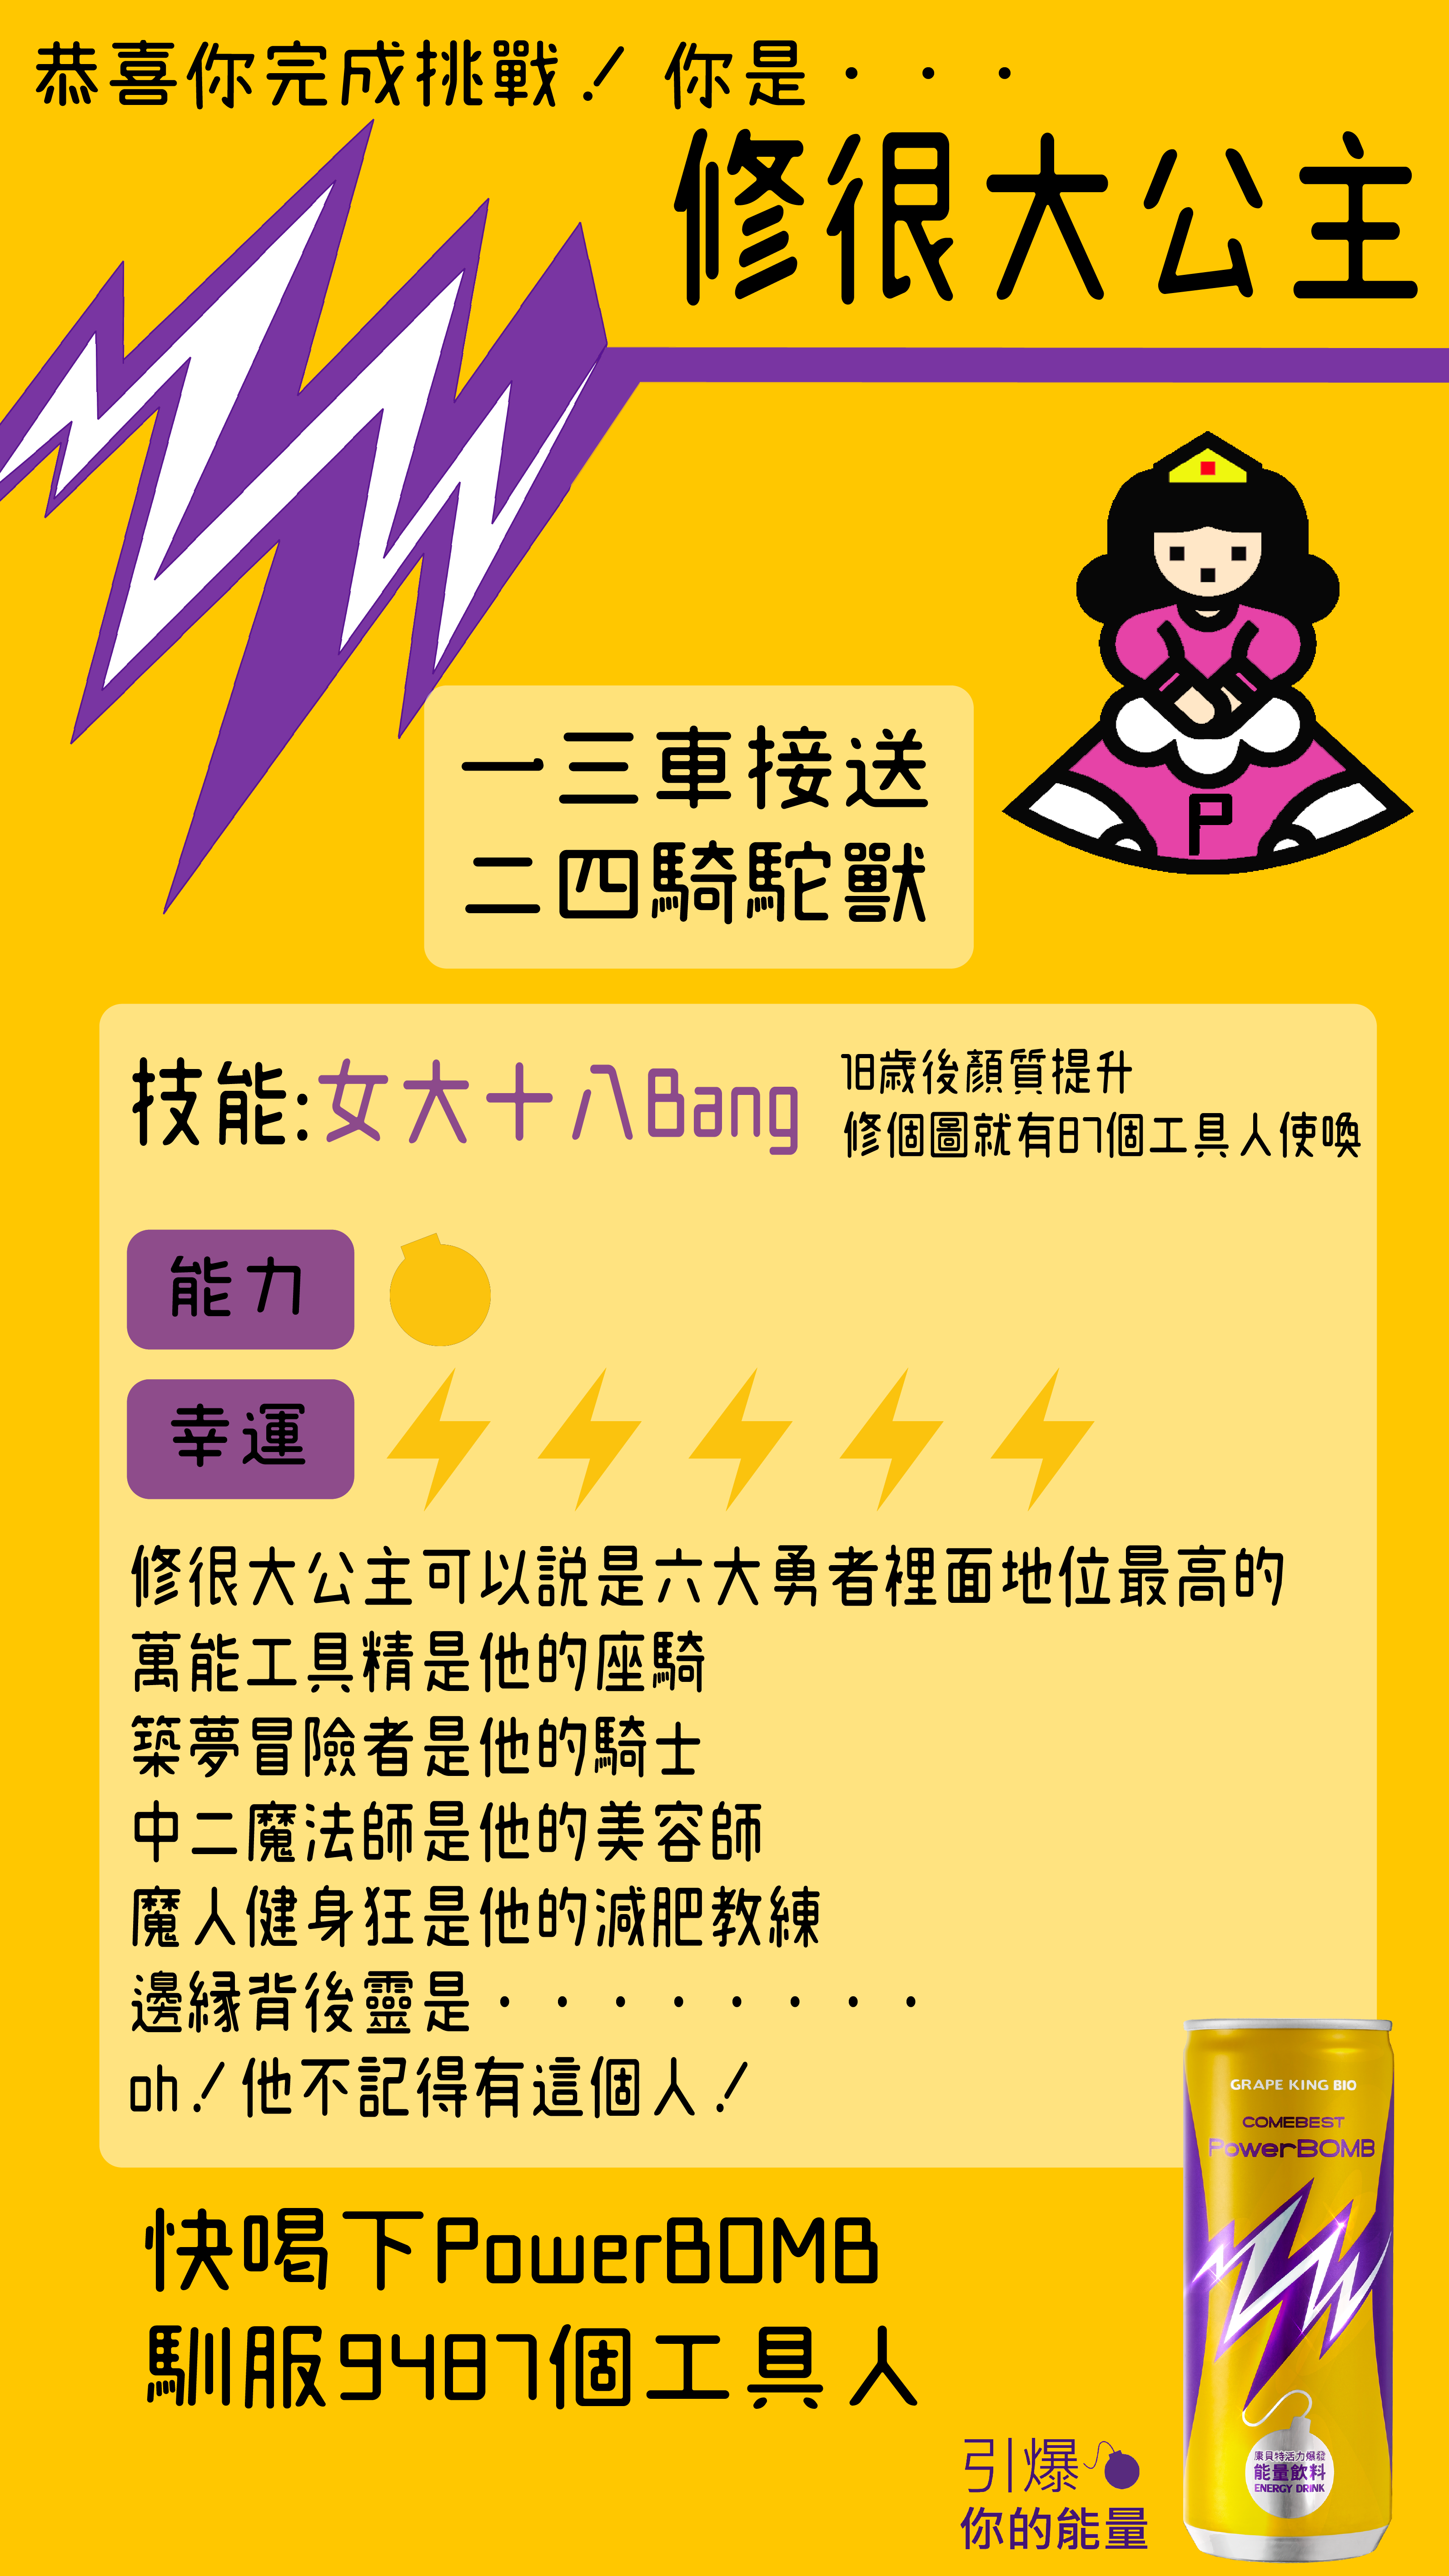 恭喜你完成挑戰！你是・・・
修很大公主
一三車接送
二四騎駝獸
P
技能:女大十八Bang
18歲後顏質提升
修個圖就有87個工具人使喚
能力
幸運
修很大公主可以説是六大勇者裡面地位最高的
萬能工具精是他的座騎
築夢冒險者是他的騎士
中二魔法師是他的美容師
魔人健身狂是他的減肥教練
邊緣背後靈是・・・・・・・・
oh！他不記得有這個人！
GRAPE KING BIO
COMEBEST
PowerBOMB
快喝下PowerBOMB
馴服9487個工具人
引爆
你的能量
康貝特活力爆發
能量飲料
ENERGY DRINK